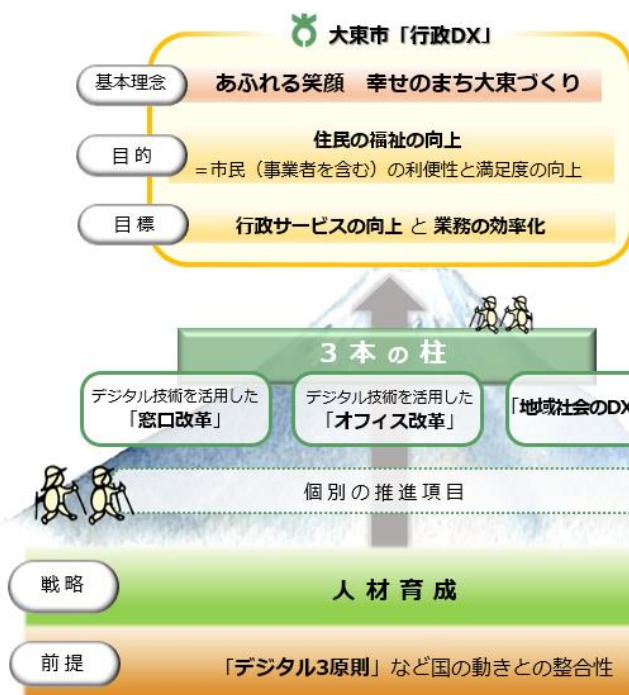 大東市「行政DX」
基本理念
あふれる笑顔 幸せのまち大東づくり
目的
住民の福祉の向上
=市民(事業者を含む)の利便性と満足度の向上
目標
行政サービスの向上 と 業務の効率化
3本の柱
デジタル技術を活用した
「窓口改革」
デジタル技術を活用した
「オフィス改革」
「地域社会のDX
個別の推進項目
戦略
人材育成
前提
「デジタル3原則」など国の動きとの整合性